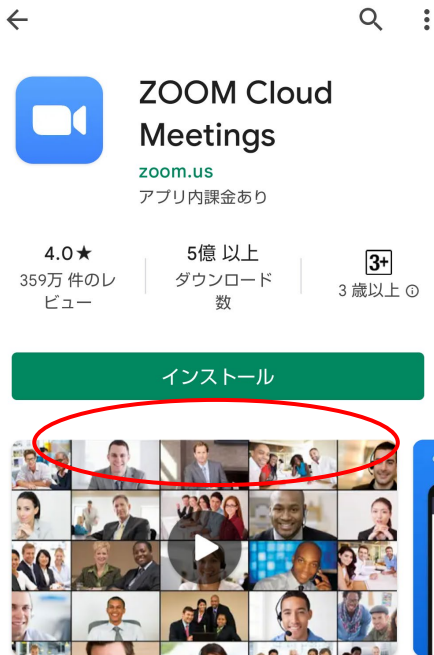 ZOOM Cloud
Meetings
zoom.us
アプリ内課金あり
4.0★
359万 件のレ
ビュー
5億 以上
ダウンロード
数
3+
3 歳以上
インストール